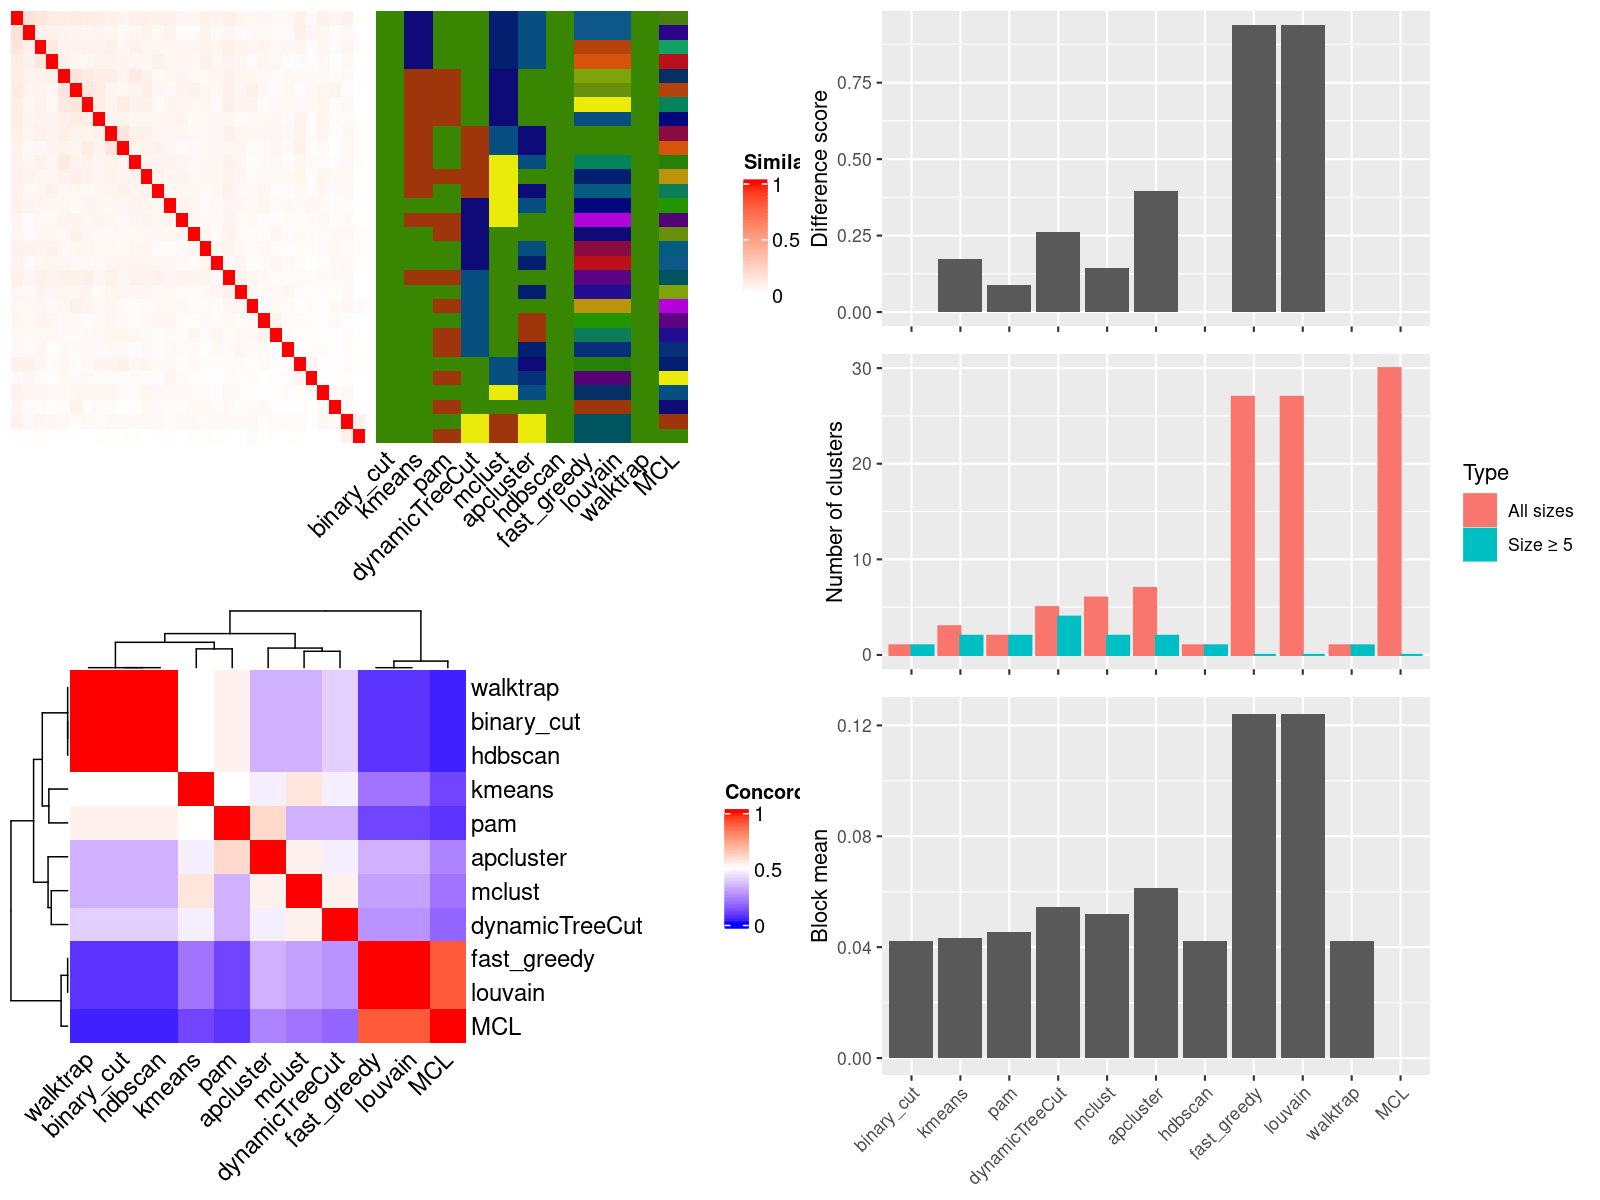 Simila
1
0.5
0
binary_cut
kmeans
pam
dynamicTreeCut
mclust
apcluster
hdbscan
fast_greedy
louvain
walktrap
MCL
walktrap
binary_cut
hdbscan
kmeans
pam
apcluster
mclust
dynamicTreeCut
fast_greedy
louvain
MCL
Concord
1
0.5
0
walktrap
binary_cut
hdbscan
kmeans
pam
apcluster
mclust
dynamicTreeCut
fast_greedy
louvain
MCL
Difference score
0.75
0.50
0.25
0.00
Number of clusters
30
20
10
0
Type
All sizes
Size ≥ 5
Block mean
0.12
0.08
0.04
0.00
binary_cut
kmeans
pam
dynamicTreeCut
mclust
apcluster
hdbscan
fast_greedy
louvain
walktrap
MCL